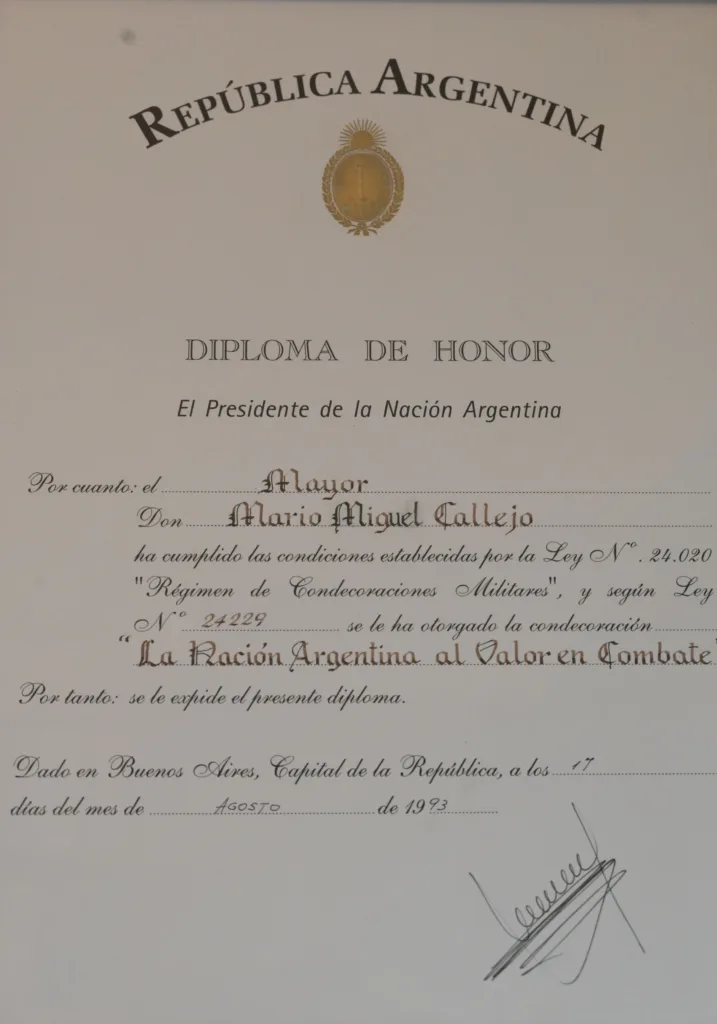 REPÚBLICA ARGENTINA
DIPLOMA DE HONOR
El Presidente de la Nación Argentina
Por cuanto: el Mayor
Don Mario Miguel Callejo
ha cumplido las condiciones establecidas por la Ley Nº. 24.020
"Régimen de Condecoraciones Militares", y según Ley
Nº 24229 se le ha otorgado la condecoración
"La Nación Argentina al Valor en Combate"
Por tanto: se le expide el presente diploma.
Dado en Buenos Aires, Capital de la República, a los 17
días del mes de AGOSTO de 1993